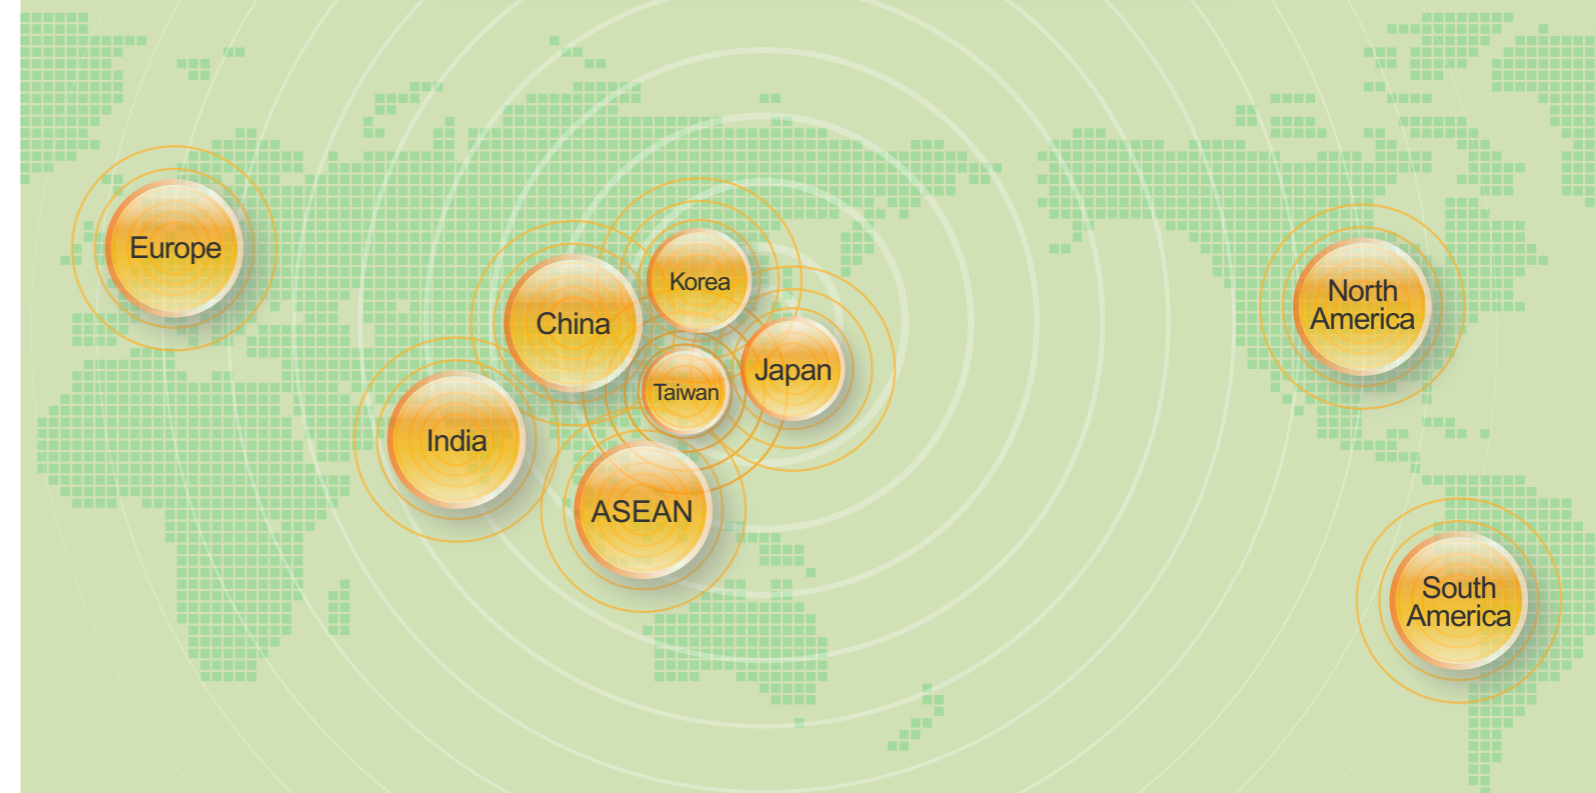 Europe
Korea
North
America
China
Japan
Taiwan
India
ASEAN
South
America